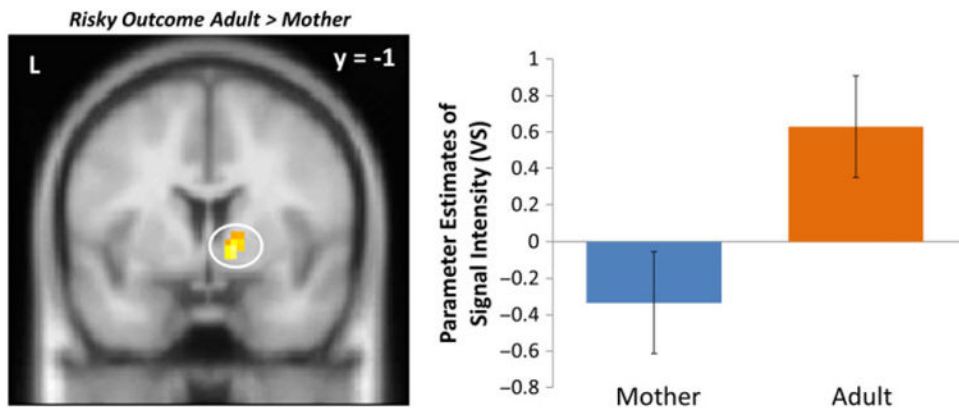 Risky Outcome Adult > Mother
L
y = -1
Parameter Estimates of
Signal Intensity (VS)
1
0.8
0.6
0.4
0.2
0
−0.2
−0.4
−0.6
−0.8
Mother
Adult